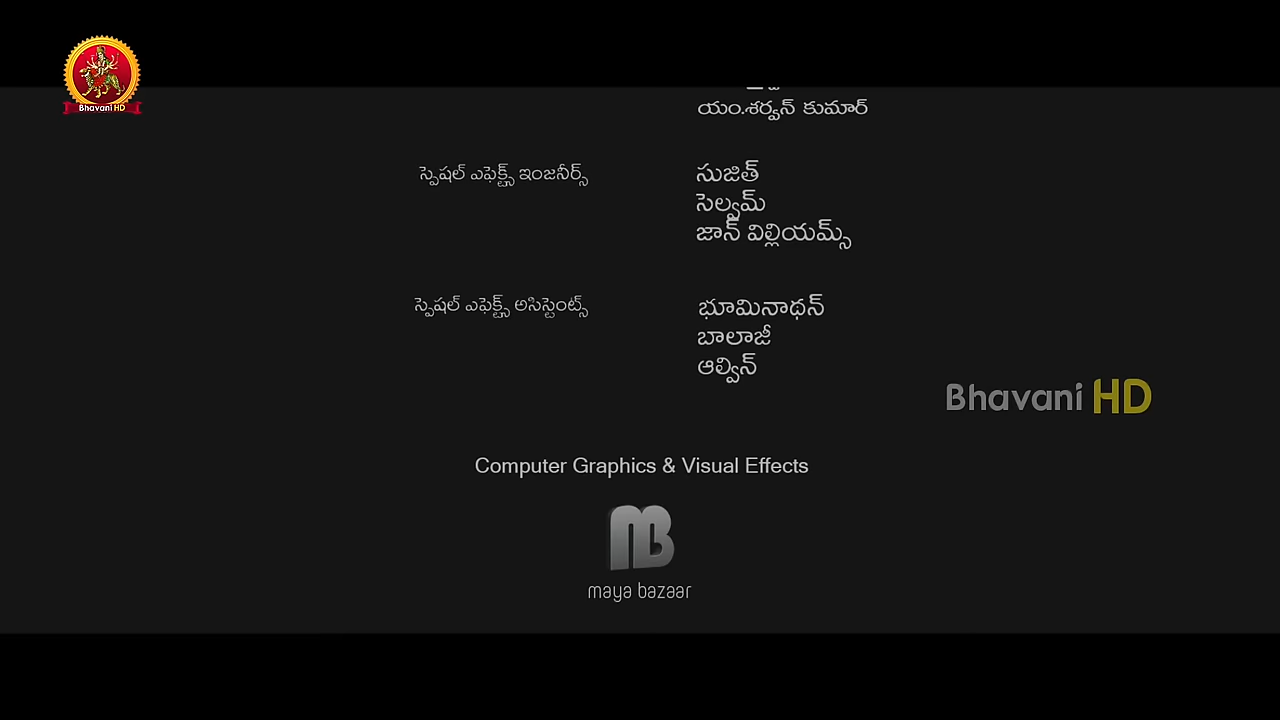 Bhavani HD
యం.శర్వన్ కుమార్
స్పెషల్ ఎఫెక్ట్స్ ఇంజనీర్స్
సుజిత్
సెల్వమ్
జాన్ విల్లియమ్స్
స్పెషల్ ఎఫెక్ట్స్ అసిస్టెంట్స్
భూమినాథన్
బాలాజీ
ఆల్విన్
Bhavani HD
Computer Graphics & Visual Effects
maya bazaar